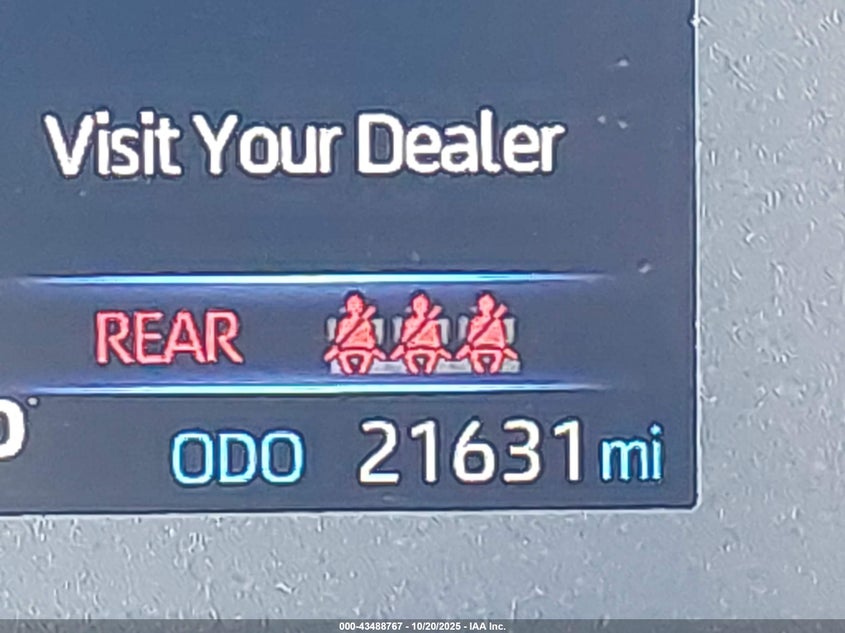 Visit Your Dealer
REAR
ODO 21631 mi
000-43488767 - 10/20/2025 - IAA Inc.